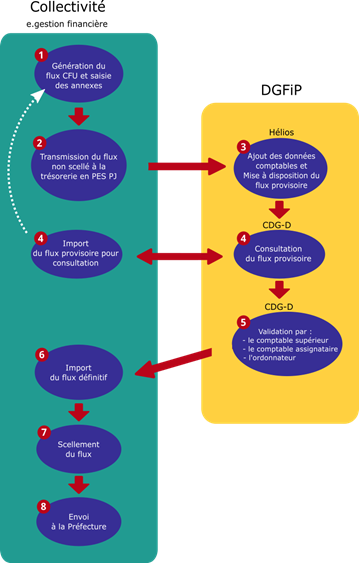 Collectivité
e.gestion financière
1
Génération du
flux CFU et saisie
des annexes
2
Transmission du flux
non scellé à la
trésorerie en PES PJ
DGFiP
Hélios
3
Ajout des données
comptables et
Mise à disposition du
flux provisoire
4
Import
du flux provisoire pour
consultation
CDG-D
4
Consultation
du flux provisoire
CDG-D
5
Validation par :
- le comptable supérieur
- le comptable assignataire
- l'ordonnateur
6
Import
du flux définitif
7
Scellement
du flux
8
Envoi
à la Préfecture